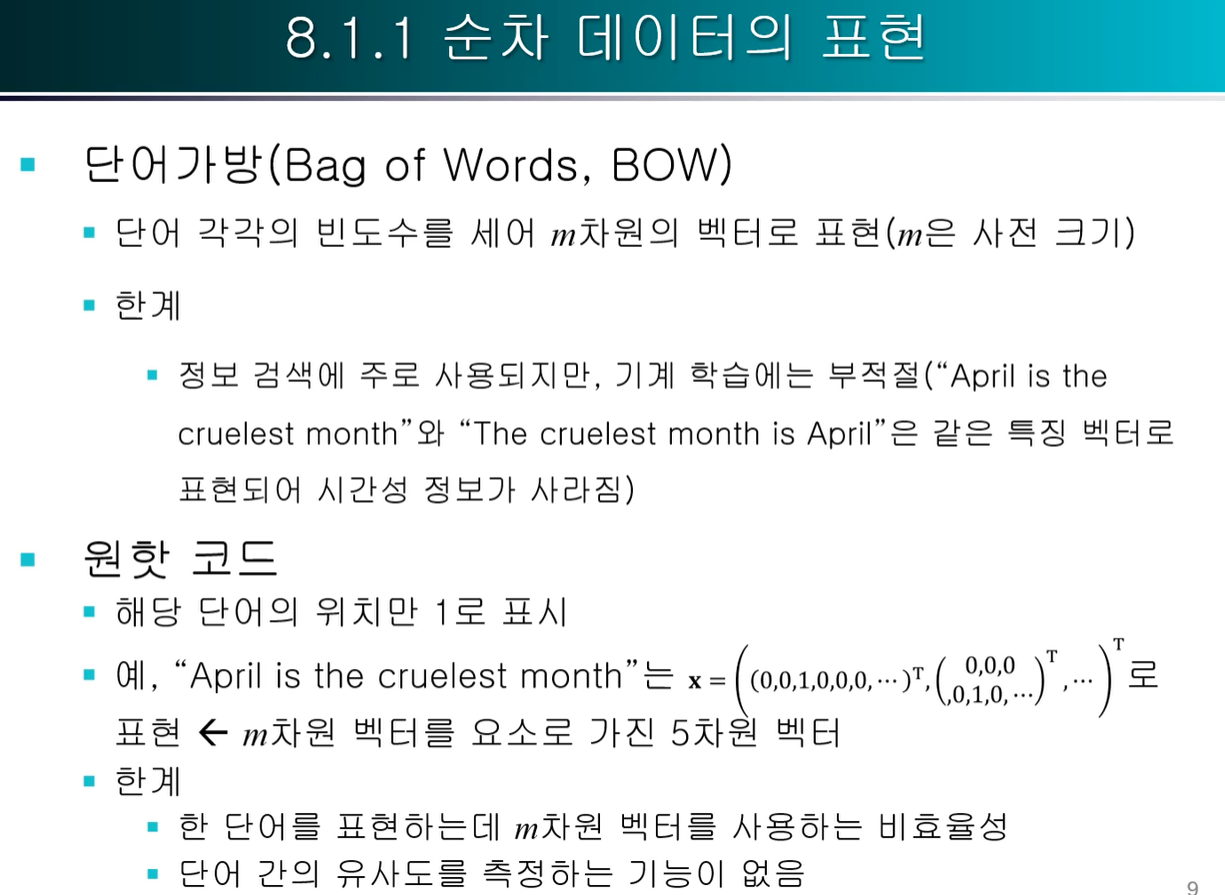 8.1.1 순차 데이터의 표현
▪ 단어가방(Bag of Words, BOW)
▪ 단어 각각의 빈도수를 세어 m차원의 벡터로 표현(m은 사전 크기)
▪ 한계
▪ 정보 검색에 주로 사용되지만, 기계 학습에는 부적절(“April is the
cruelest month”와 “The cruelest month is April”은 같은 특징 벡터로
표현되어 시간성 정보가 사라짐)
▪ 원핫 코드
▪ 해당 단어의 위치만 1로 표시
▪ 예, “April is the cruelest month”는 x = ((0,0,1,0,0,0,⋯)ᵀ, (0,0,0,0,1,0,⋯)ᵀ,⋯)ᵀ로
표현 ← m차원 벡터를 요소로 가진 5차원 벡터
▪ 한계
▪ 한 단어를 표현하는데 m차원 벡터를 사용하는 비효율성
▪ 단어 간의 유사도를 측정하는 기능이 없음
9